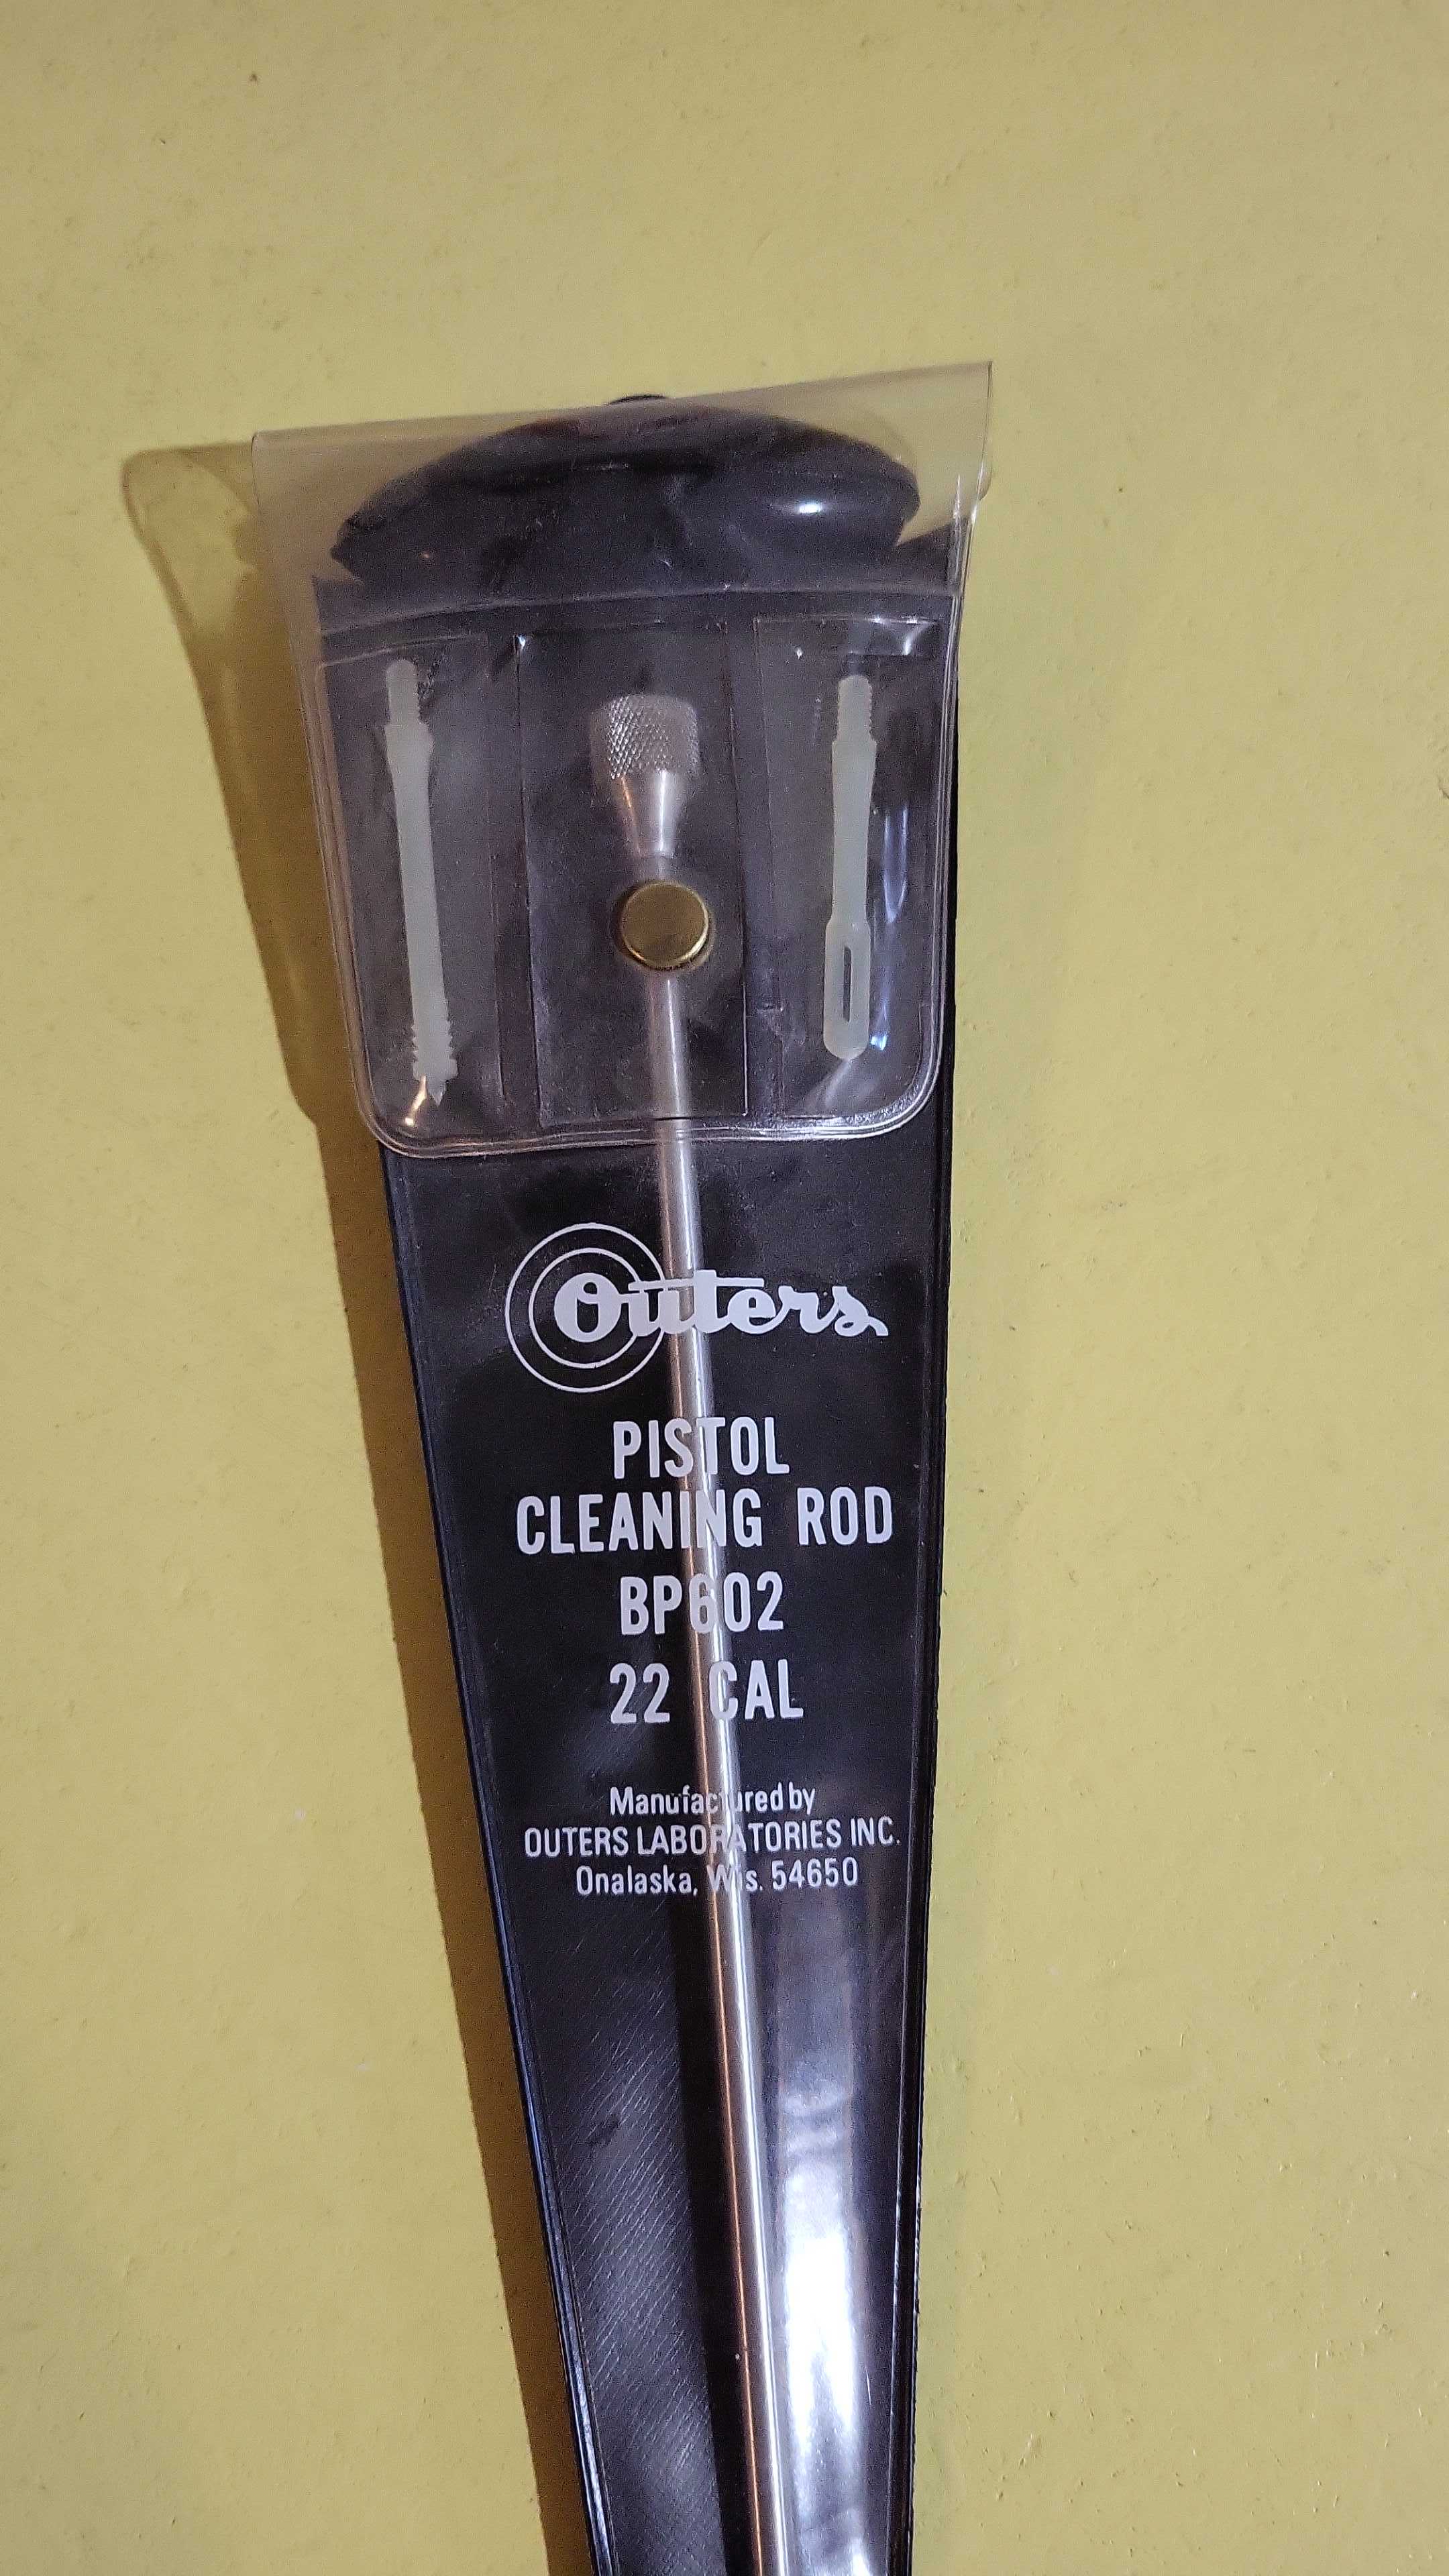 Outers
PISTOL
CLEANING ROD
BP602
22 CAL
Manufactured by
OUTERS LABORATORIES INC.
Onalaska, Wis. 54650